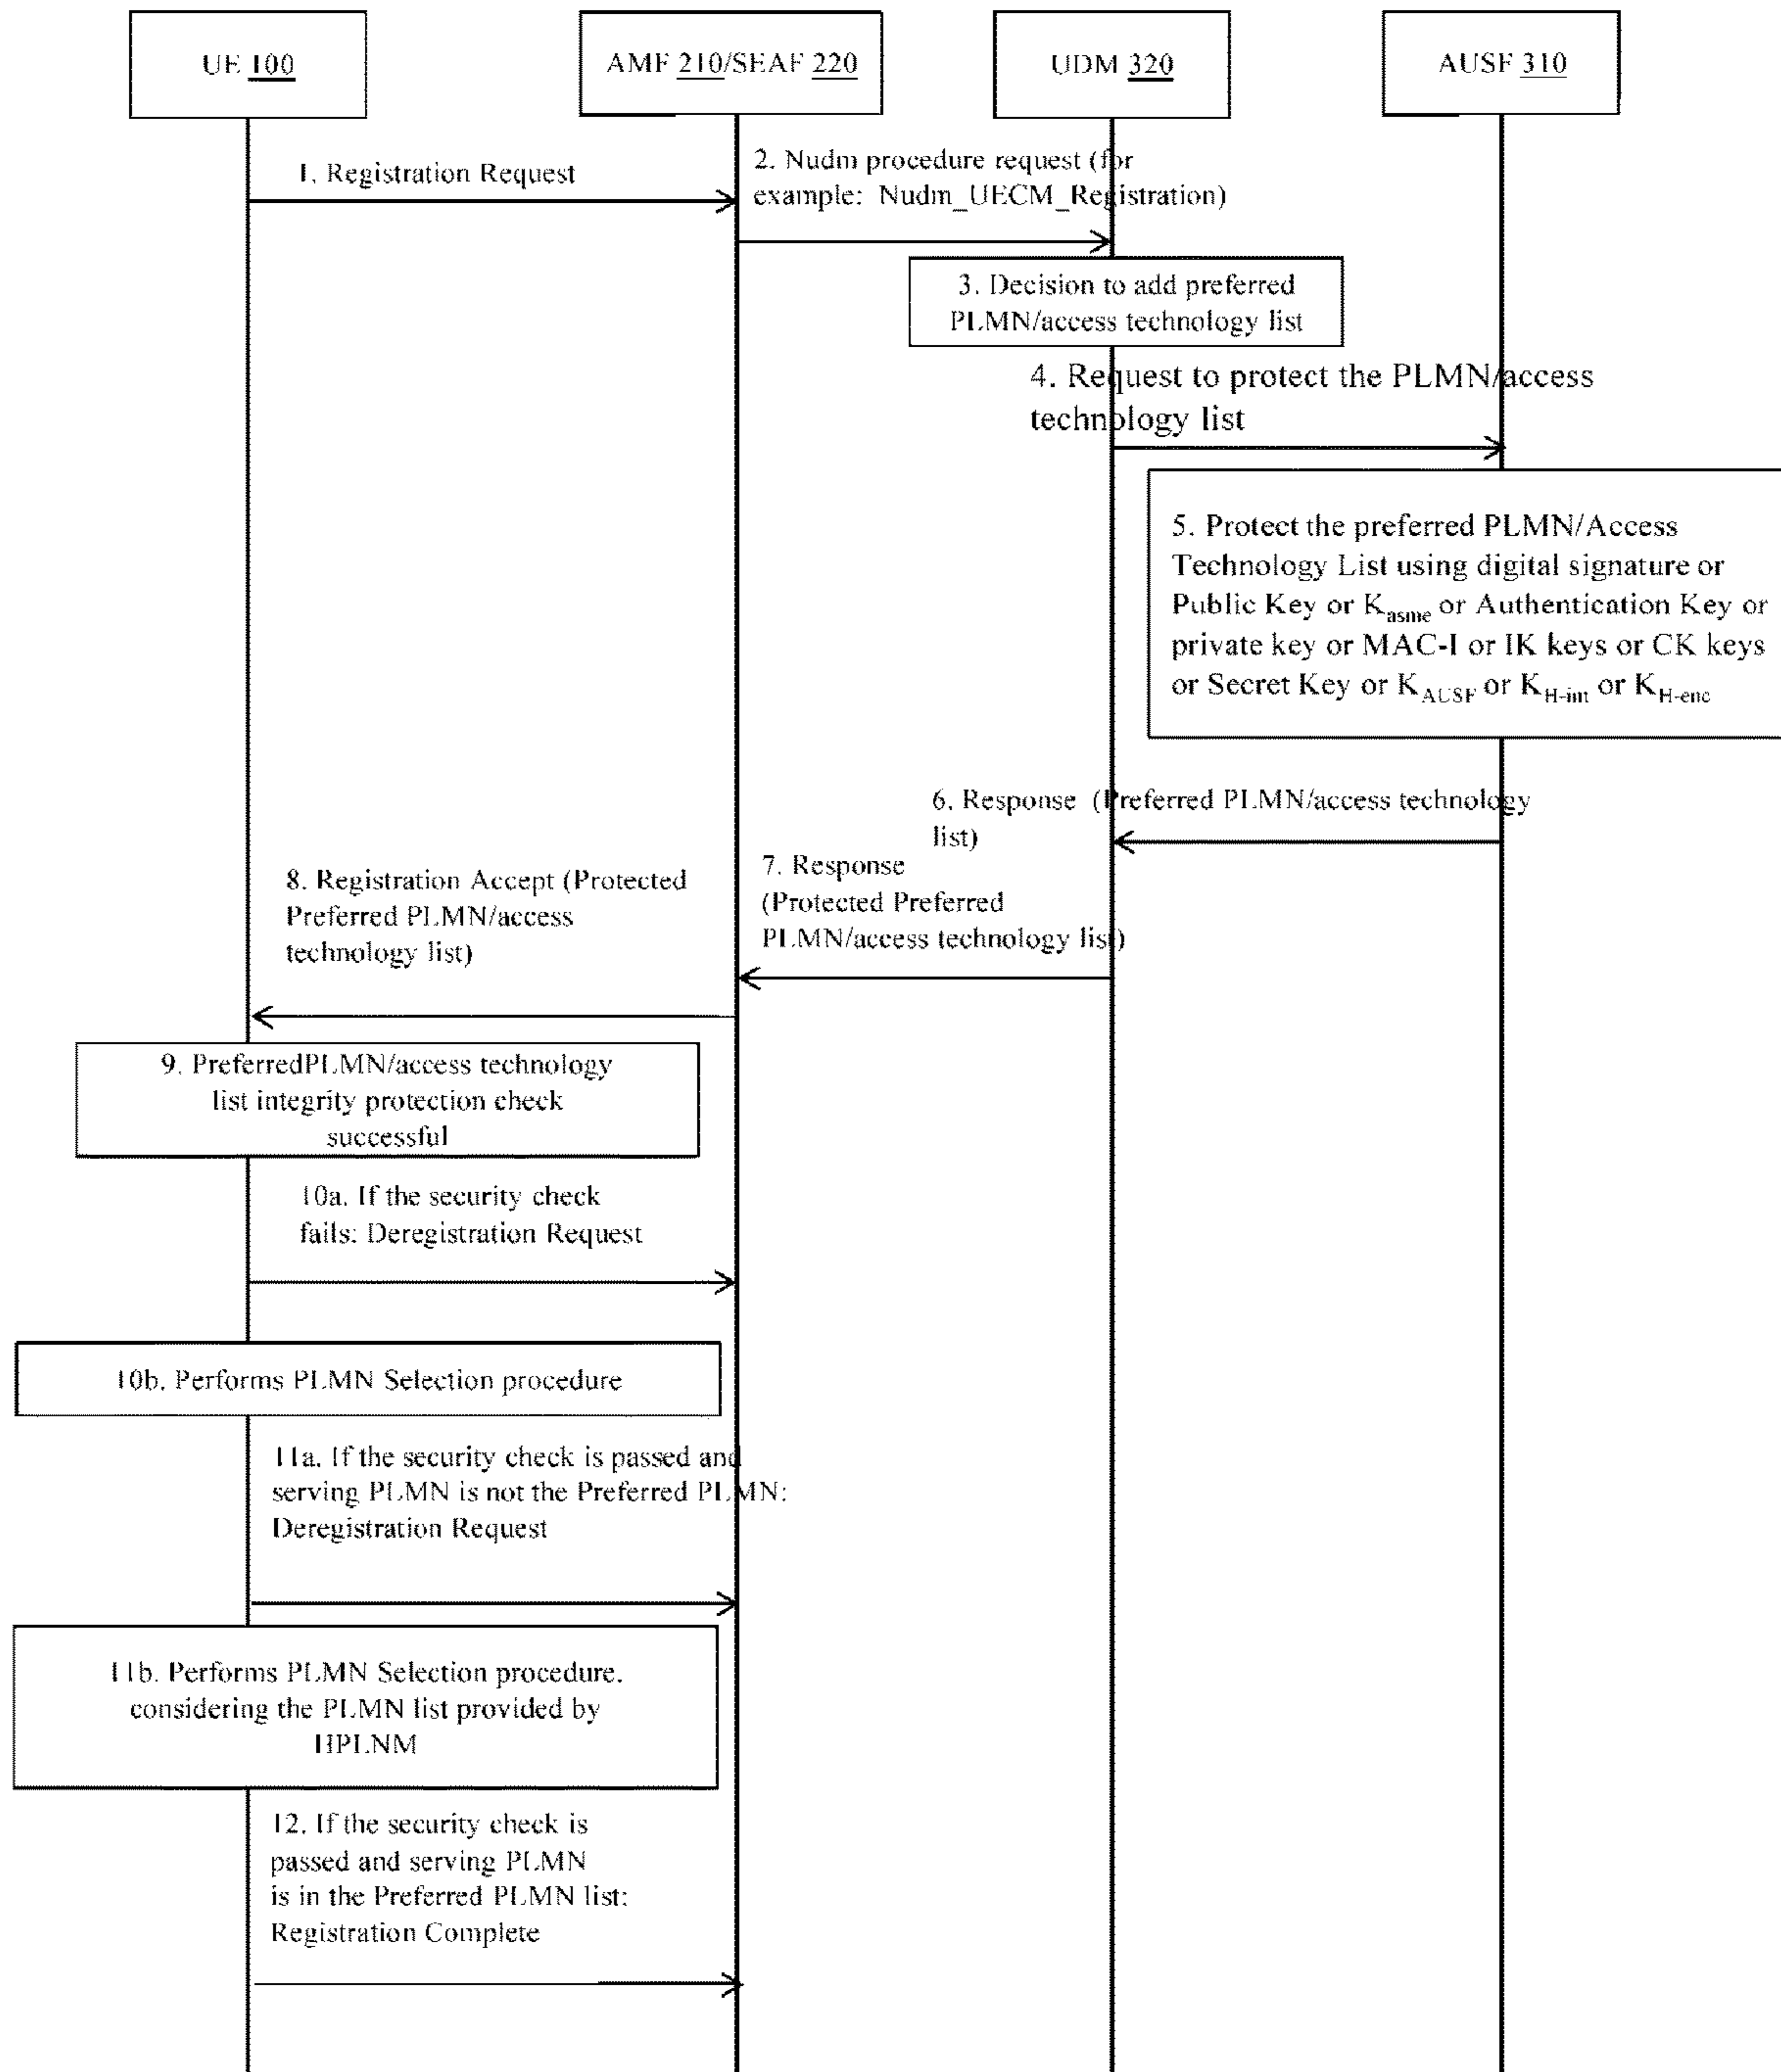 UE 100
AMF 210/SEAF 220
UDM 320
AUSF 310
1. Registration Request
2. Nudm procedure request (for
example: Nudm_UECM_Registration)
3. Decision to add preferred
PLMN/access technology list
4. Request to protect the PLMN/access
technology list
5. Protect the preferred PLMN/Access
Technology List using digital signature or
Public Key or Kasme or Authentication Key or
private key or MAC-I or IK keys or CK keys
or Secret Key or KAUSF or KH-int or KH-enc
6. Response (Preferred PLMN/access technology
list)
7. Response
(Protected Preferred
PLMN/access technology list)
8. Registration Accept (Protected
Preferred PLMN/access
technology list)
9. PreferredPLMN/access technology
list integrity protection check
successful
10a. If the security check
fails: Deregistration Request
10b. Performs PLMN Selection procedure
11a. If the security check is passed and
serving PLMN is not the Preferred PLMN:
Deregistration Request
11b. Performs PLMN Selection procedure,
considering the PLMN list provided by
HPLNM
12. If the security check is
passed and serving PLMN
is in the Preferred PLMN list:
Registration Complete